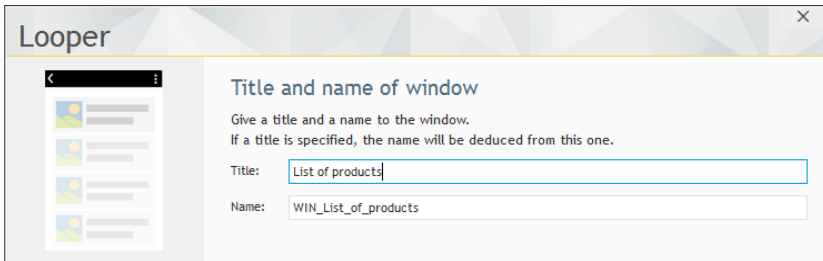 Looper
Title and name of window
Give a title and a name to the window.
If a title is specified, the name will be deduced from this one.
Title: List of products
Name: WIN_List_of_products